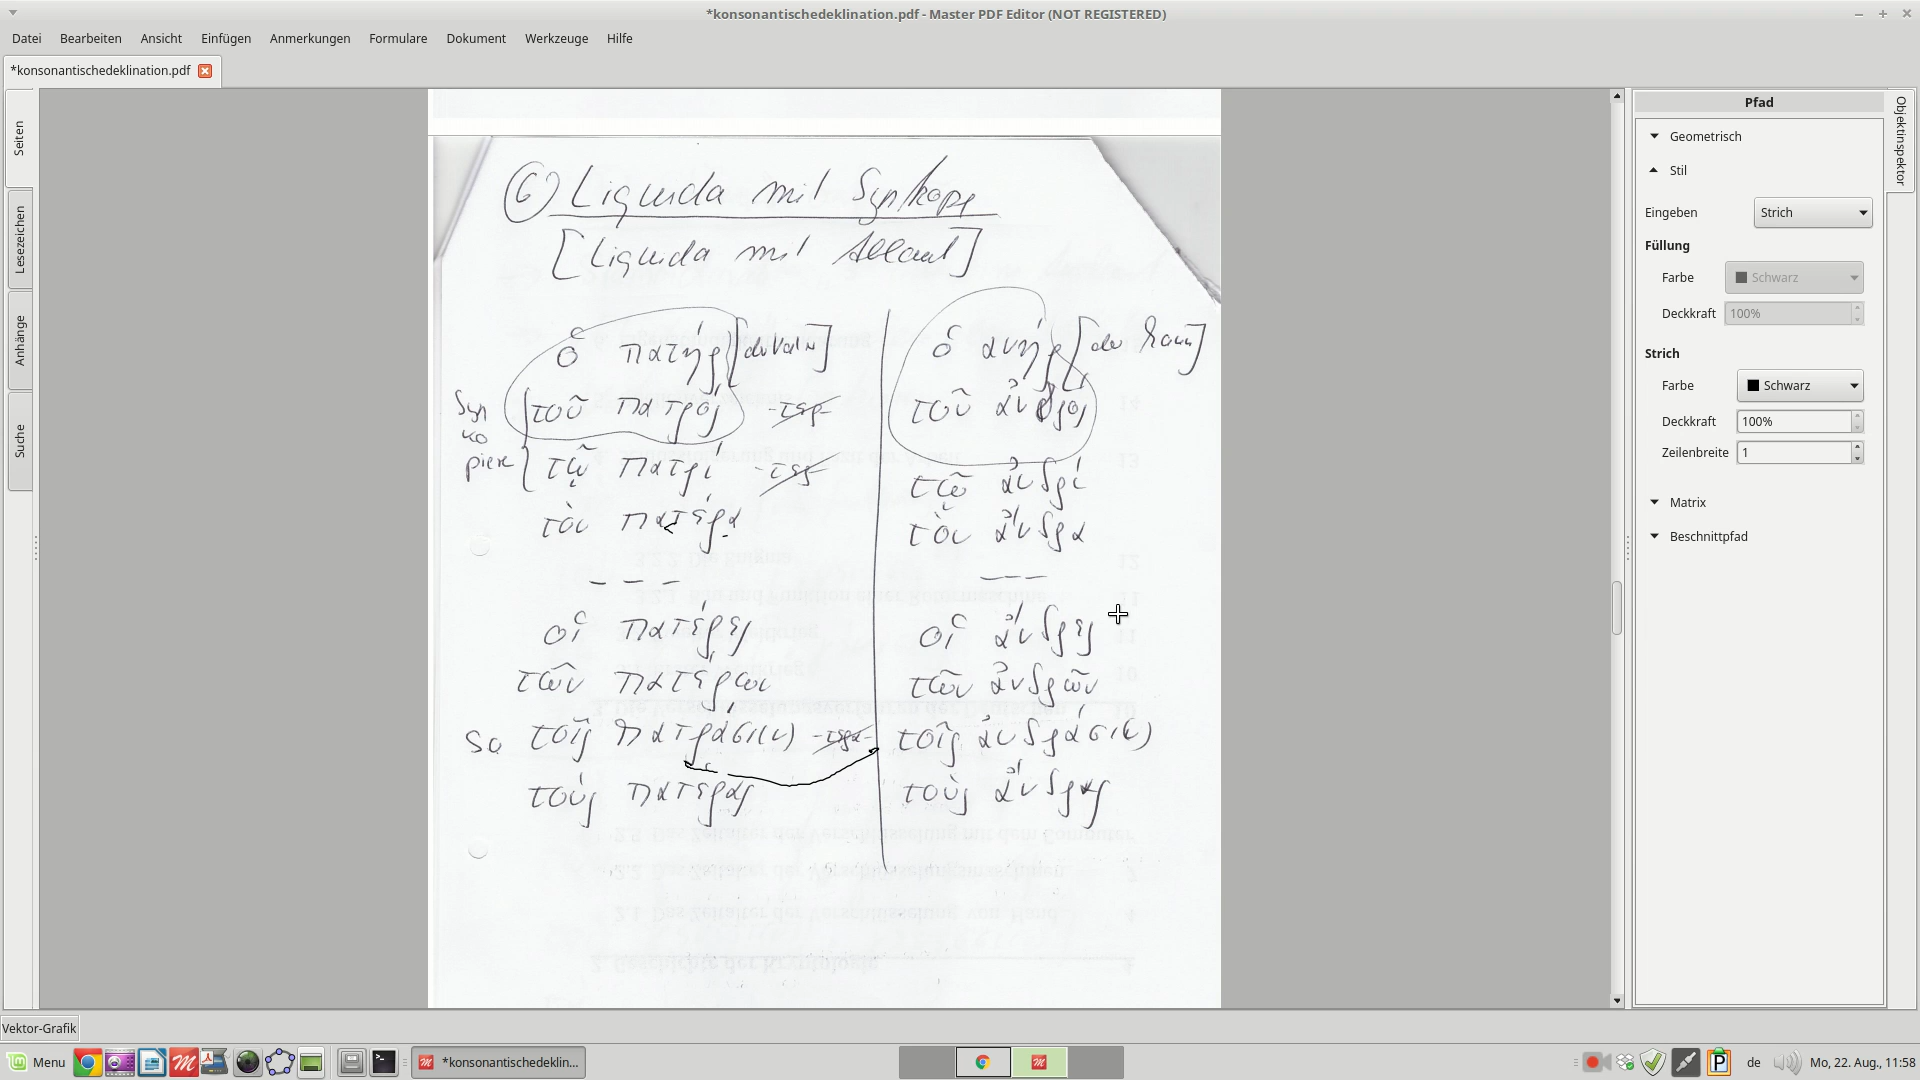 *konsonantischedeklination.pdf - Master PDF Editor (NOT REGISTERED)
Datei Bearbeiten Ansicht Einfügen Anmerkungen Formulare Dokument Werkzeuge Hilfe
*konsonantischedeklination.pdf
Seiten
Lesezeichen
Anhänge
Suche
⑥ Liquida mit Synkope
[Liquida mit Ablaut]
ὁ πατήρ [der Vater]
τοῦ πατρός -τερ-
τῷ πατρί -τερ-
τὸν πατέρα
- - -
οἱ πατέρες
τῶν πατέρων
τοῖς πατράσι(ν) -τερα-
τοὺς πατέρας
Syn
ko
piere
So
ὁ ἀνήρ [der Mann]
τοῦ ἀνδρός
τῷ ἀνδρί
τὸν ἄνδρα
- - -
οἱ ἄνδρες
τῶν ἀνδρῶν
τοῖς ἀνδράσι(ν)
τοὺς ἄνδρας
Pfad
Objektinspektor
Geometrisch
Stil
Eingeben Strich
Füllung
Farbe Schwarz
Deckkraft 100%
Strich
Farbe Schwarz
Deckkraft 100%
Zeilenbreite 1
Matrix
Beschnittpfad
Vektor-Grafik
Menu *konsonantischedeklin... de Mo, 22. Aug., 11:58